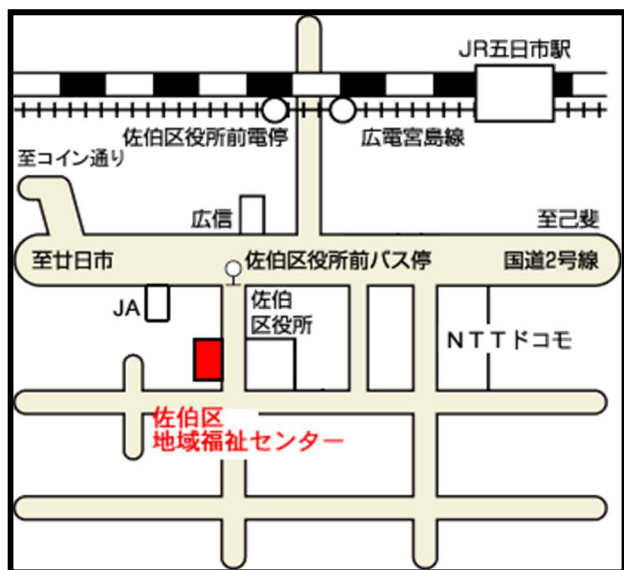 JR五日市駅
佐伯区役所前電停
広電宮島線
至コイン通り
広信
至己斐
至廿日市
佐伯区役所前バス停
国道2号線
JA
佐伯
区役所
NTTドコモ
佐伯区
地域福祉センター